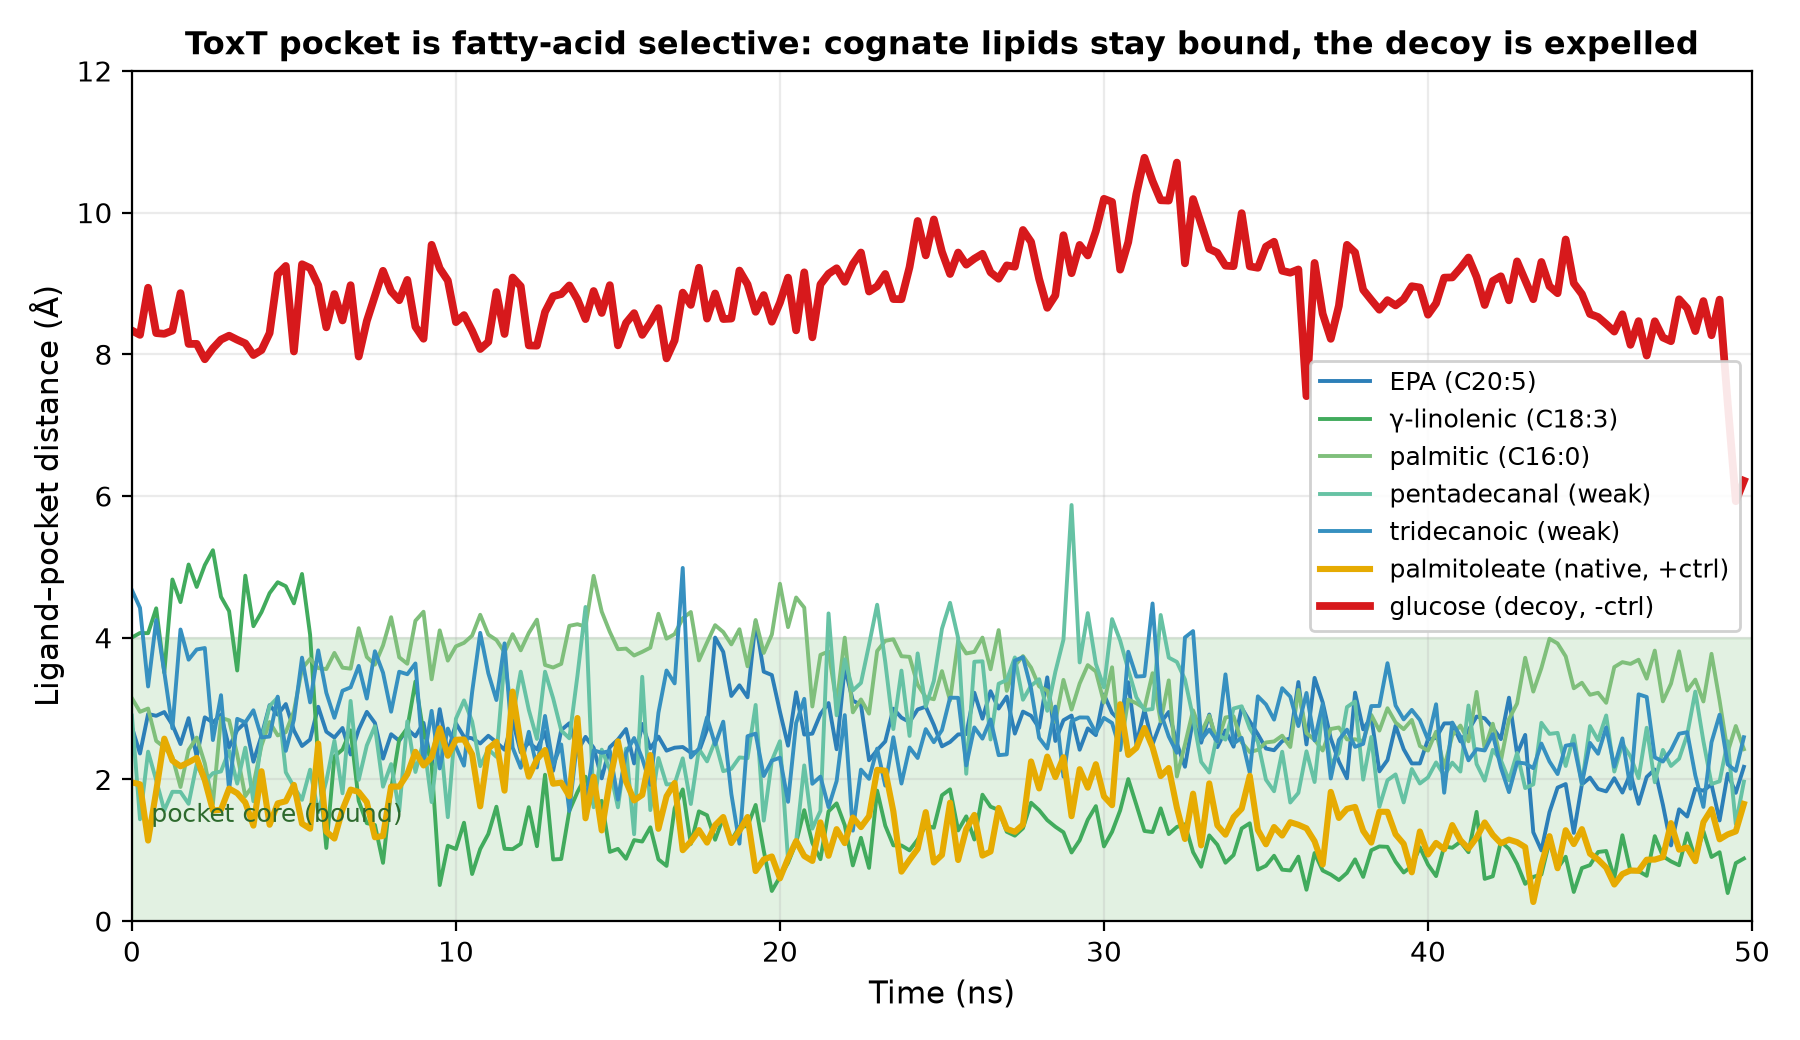 ToxT pocket is fatty-acid selective: cognate lipids stay bound, the decoy is expelled
Ligand–pocket distance (Å)
12
10
8
6
4
2
0
EPA (C20:5)
γ-linolenic (C18:3)
palmitic (C16:0)
pentadecanal (weak)
tridecanoic (weak)
palmitoleate (native, +ctrl)
glucose (decoy, -ctrl)
pocket core (bound)
0 10 20 30 40 50
Time (ns)